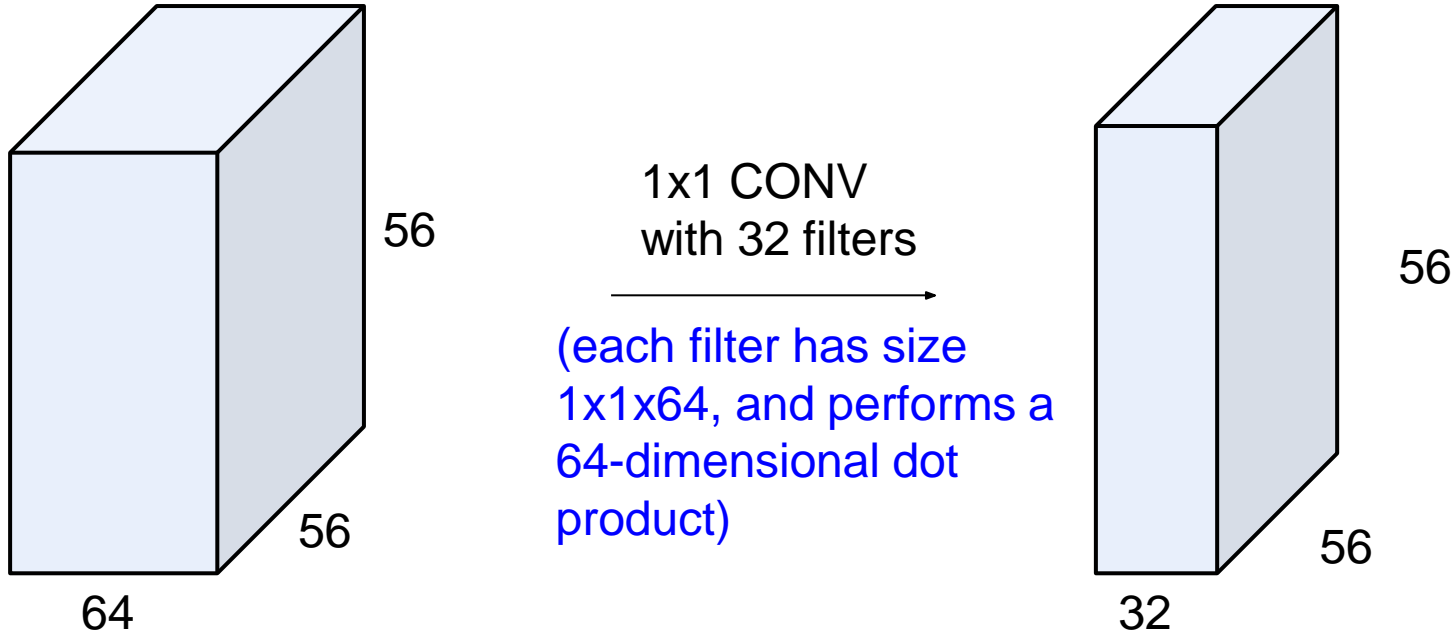 56
56
64
1x1 CONV
with 32 filters
(each filter has size
1x1x64, and performs a
64-dimensional dot
product)
56
56
32